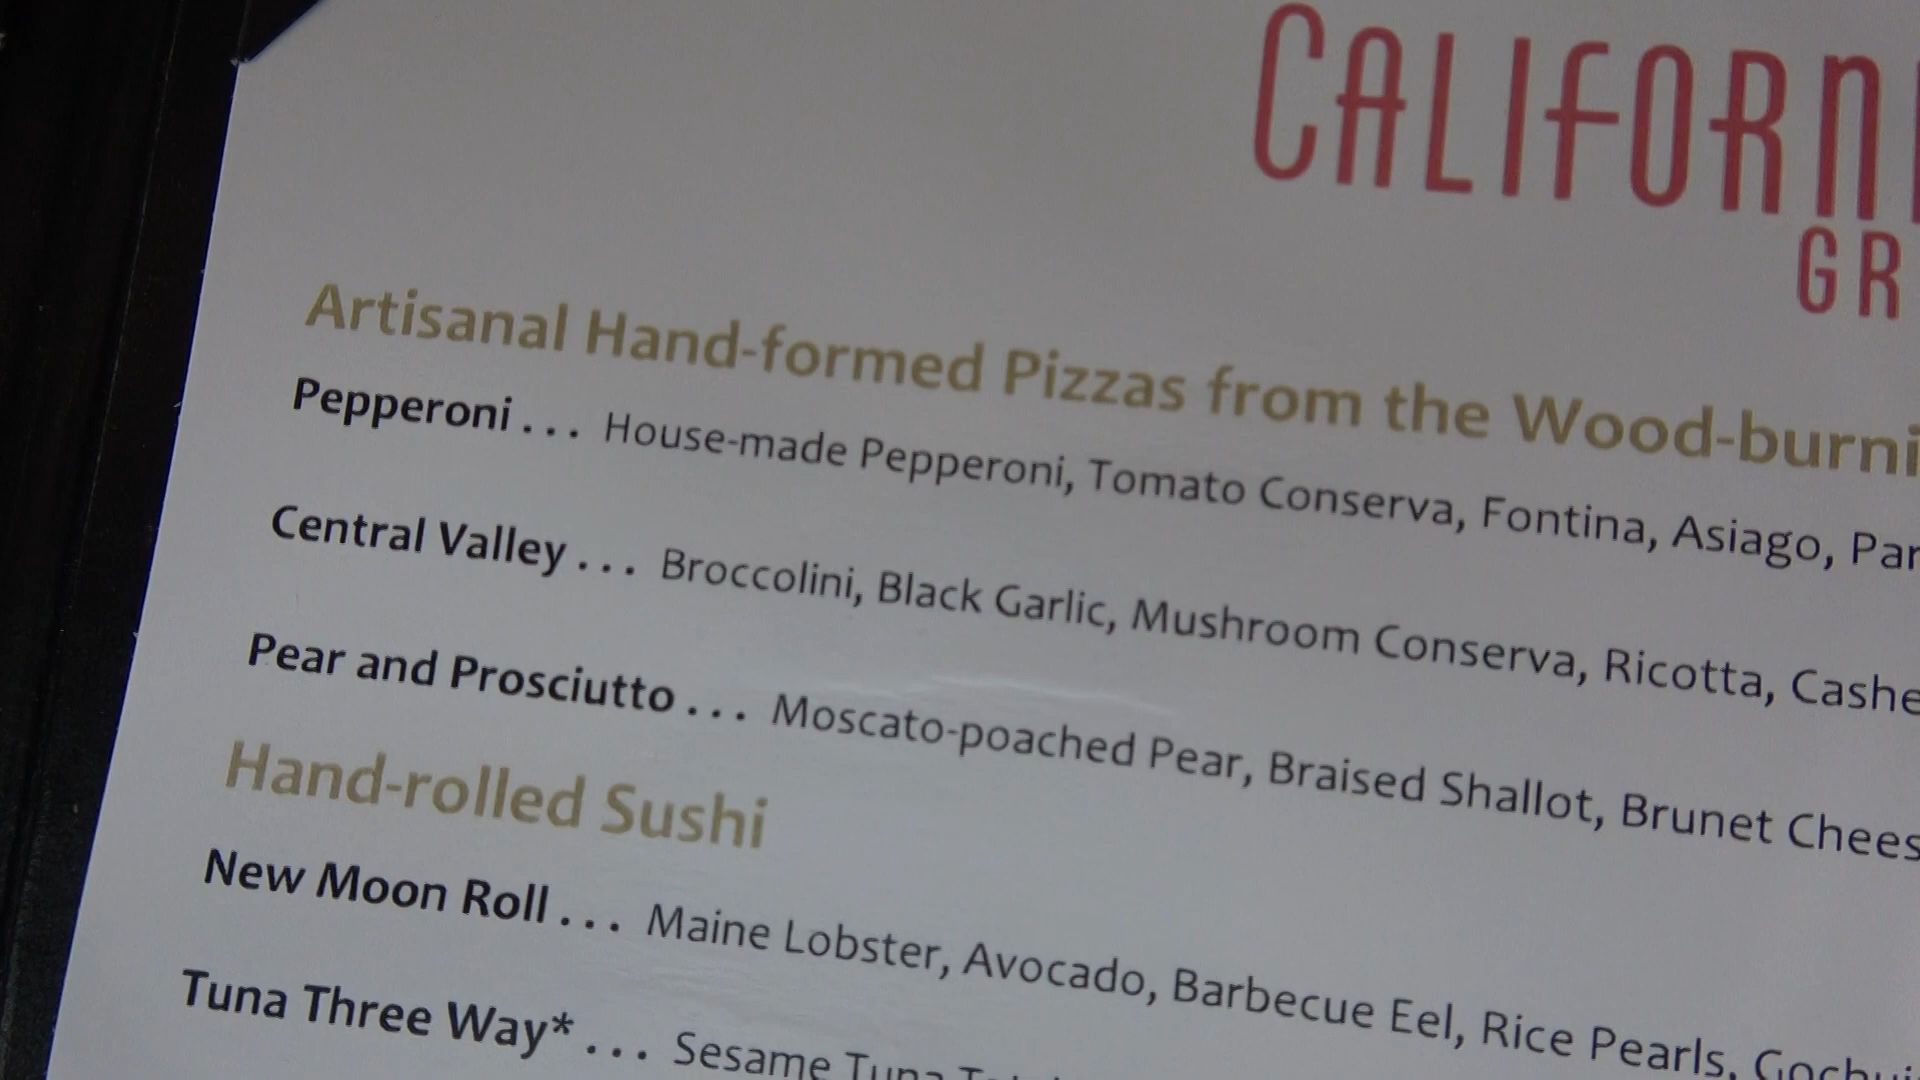 CALIFORN
GR
Artisanal Hand-formed Pizzas from the Wood-burni
Pepperoni . . . House-made Pepperoni, Tomato Conserva, Fontina, Asiago, Par
Central Valley . . . Broccolini, Black Garlic, Mushroom Conserva, Ricotta, Cashe
Pear and Prosciutto . . . Moscato-poached Pear, Braised Shallot, Brunet Chees
Hand-rolled Sushi
New Moon Roll . . . Maine Lobster, Avocado, Barbecue Eel, Rice Pearls,
Tuna Three Way* . . . Sesame Tuna